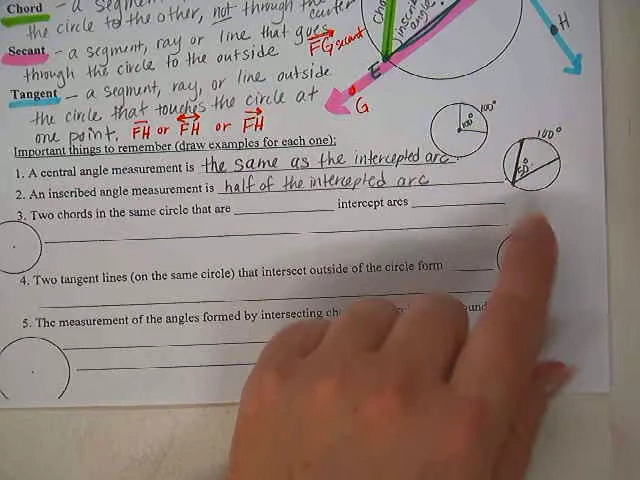 Chord - a segment
the circle to the other, not through the center
Secant - a segment, ray or line that goes
through the circle to the outside
FG secant
Tangent - a segment, ray, or line outside
the circle that touches the circle at
one point. FH or FH or FH
inscribed angle
E
G
H
Important things to remember (draw examples for each one):
1. A central angle measurement is the same as the intercepted arc.
100° 100°
2. An inscribed angle measurement is half of the intercepted arc
100° 50°
3. Two chords in the same circle that are ____________ intercept arcs ____________
4. Two tangent lines (on the same circle) that intersect outside of the circle form ______
5. The measurement of the angles formed by intersecting